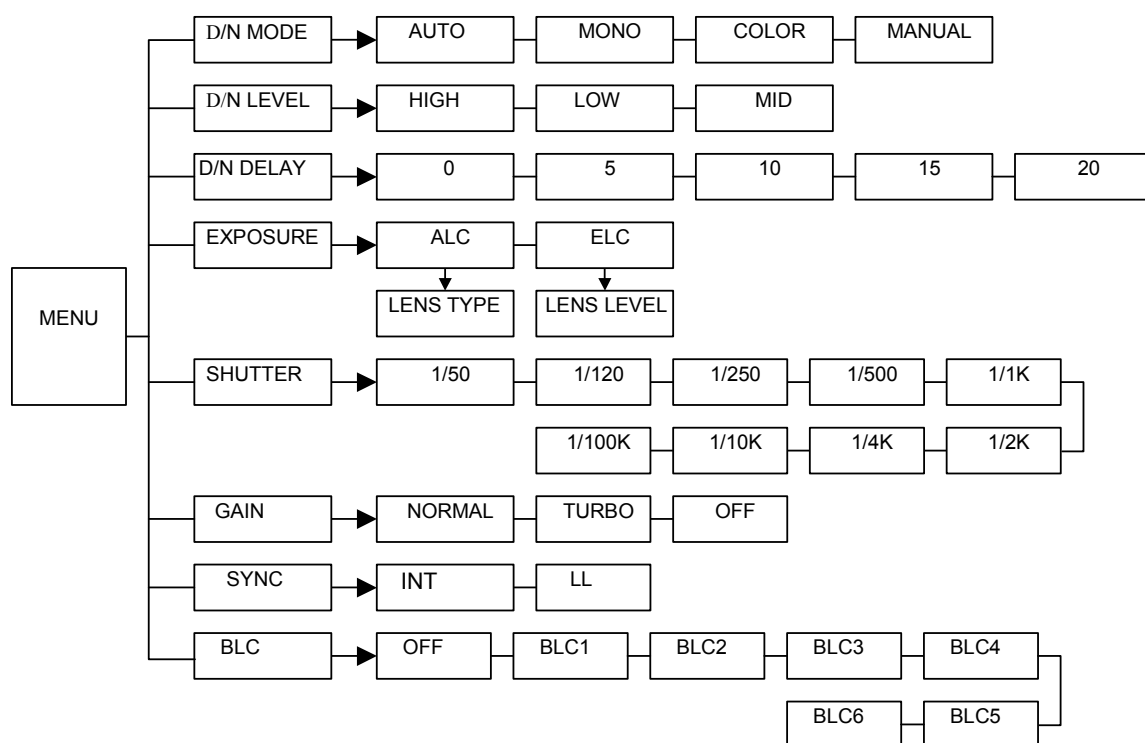 D/N MODE AUTO MONO COLOR MANUAL
D/N LEVEL HIGH LOW MID
D/N DELAY 0 5 10 15 20
EXPOSURE ALC ELC
LENS TYPE LENS LEVEL
MENU
SHUTTER 1/50 1/120 1/250 1/500 1/1K
1/100K 1/10K 1/4K 1/2K
GAIN NORMAL TURBO OFF
SYNC INT LL
BLC OFF BLC1 BLC2 BLC3 BLC4
BLC6 BLC5